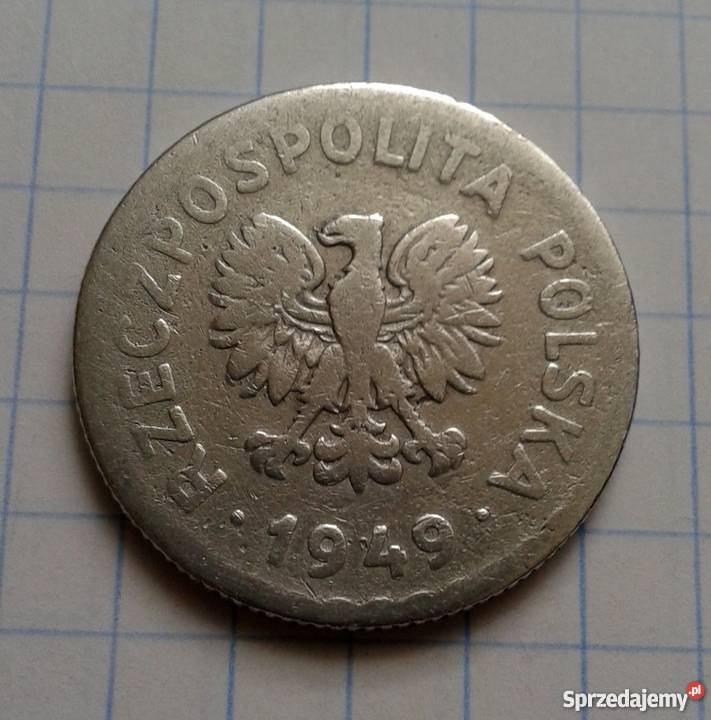 RZECZPOSPOLITA POLSKA
· 1949 ·
Sprzedajemy.pl